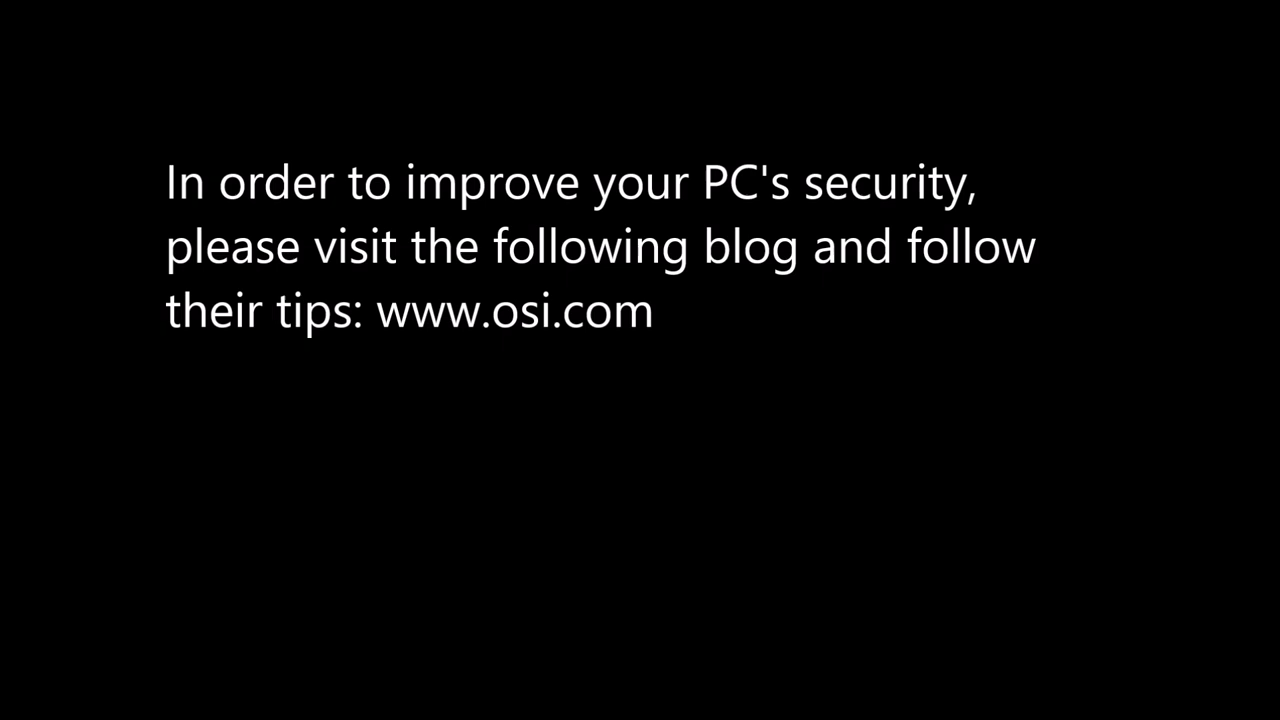 In order to improve your PC's security,
please visit the following blog and follow
their tips: www.osi.com